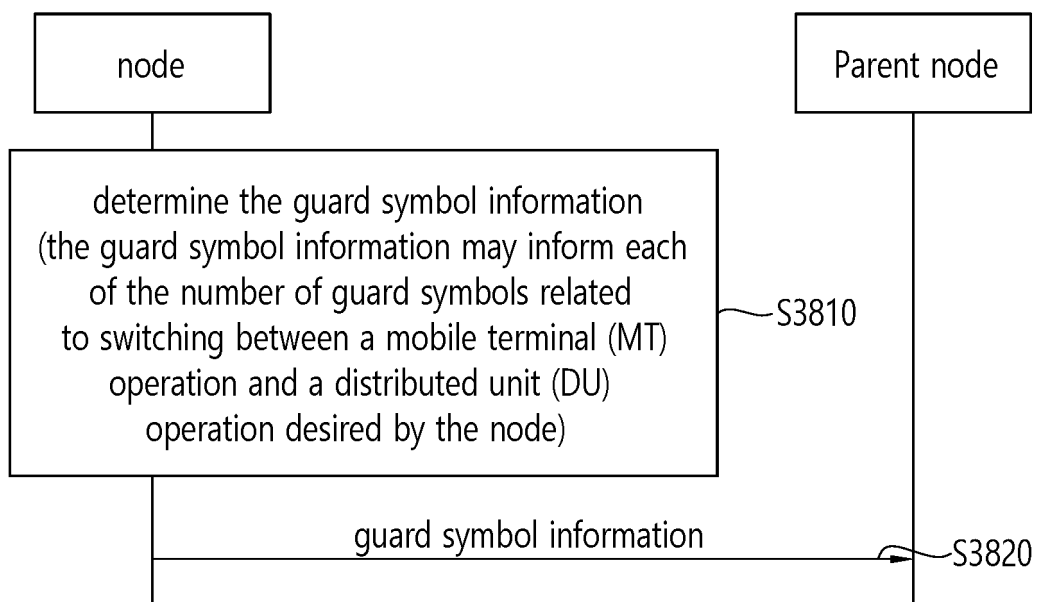 node
Parent node
determine the guard symbol information
(the guard symbol information may inform each
of the number of guard symbols related
to switching between a mobile terminal (MT)
operation and a distributed unit (DU)
operation desired by the node)
S3810
guard symbol information
S3820